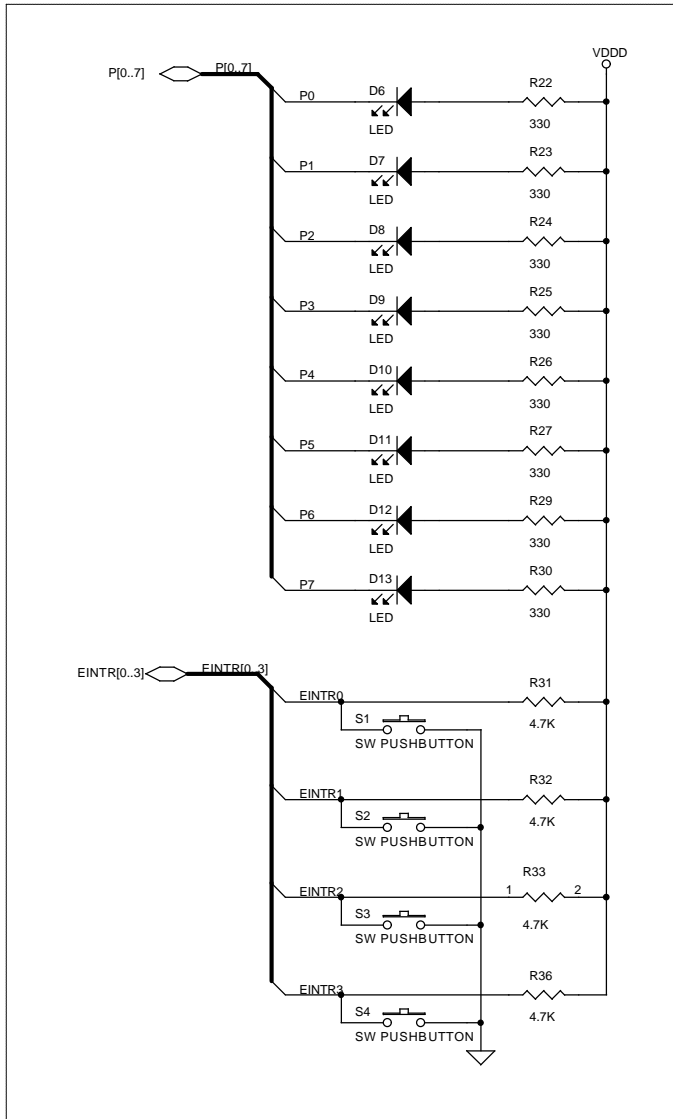 VDDD
P[0..7] P[0..7]
P0 D6 R22
LED 330
P1 D7 R23
LED 330
P2 D8 R24
LED 330
P3 D9 R25
LED 330
P4 D10 R26
LED 330
P5 D11 R27
LED 330
P6 D12 R29
LED 330
P7 D13 R30
LED 330
EINTR[0..3] EINTR[0..3]
EINTR0 R31
S1 4.7K
SW PUSHBUTTON
EINTR1 R32
S2 4.7K
SW PUSHBUTTON
R33
EINTR2 1 2
S3 4.7K
SW PUSHBUTTON
EINTR3 R36
S4 4.7K
SW PUSHBUTTON